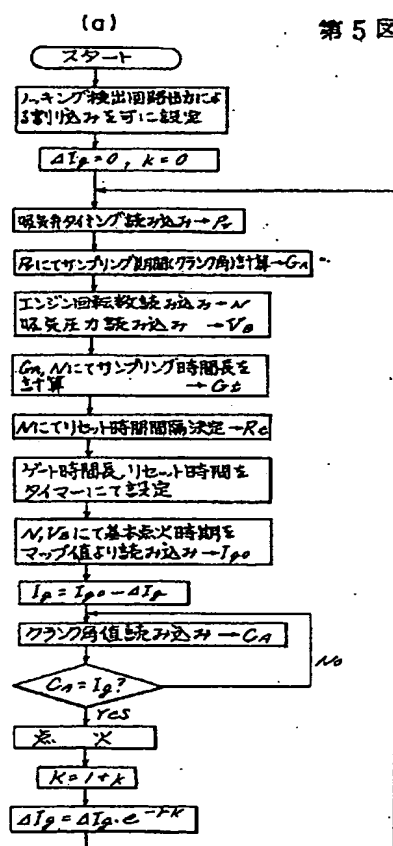 (a)
第5図
スタート
ノッキング検出回路出力によ
る割り込みを可に設定
ΔIg=0, k=0
吸気弁タイミング読み込み→Pv
Pvにてサンプリング期間(クランク角)計算→GA
エンジン回転数読み込み→N
吸気圧力読み込み →VB
GA, Nにてサンプリング時間長を
計算 →Gt
Nにてリセット時間間隔決定→Rt
ゲート時間長,リセット時間を
タイマーにて設定
N,VBにて基本点火時期を
マップ値より読み込み→Igo
Ig=Igo-ΔIg
クランク角値読み込み→CA
CA=Ig?
No
Yes
点 火
K=1+k
ΔIg=ΔIg・e^-rK